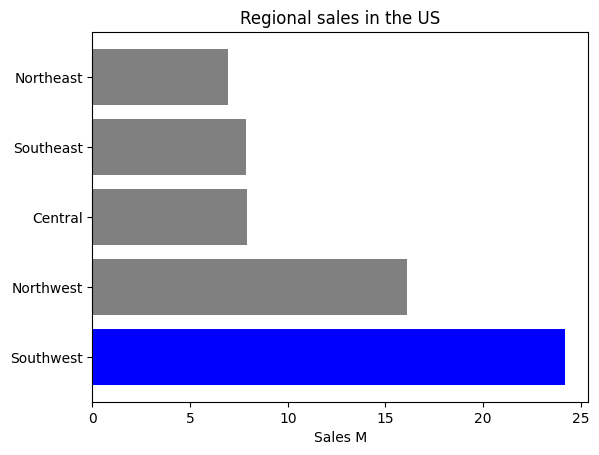 Regional sales in the US
Northeast
Southeast
Central
Northwest
Southwest
0 5 10 15 20 25
Sales M